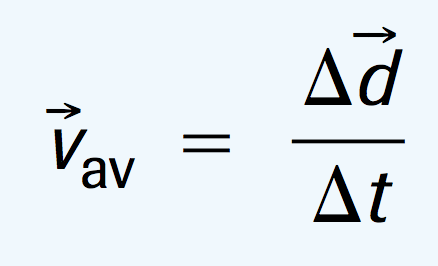 v⃗av = Δd⃗ / Δt